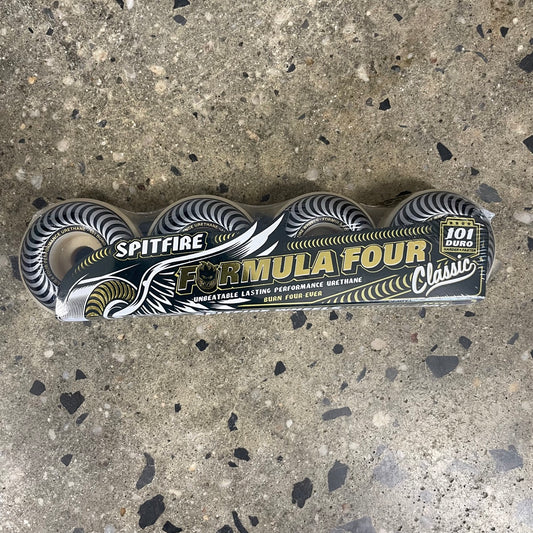 SPITFIRE
FORMULA FOUR
Classic
UNBEATABLE LASTING PERFORMANCE URETHANE
BURN FOUR-EVER
101
DURO